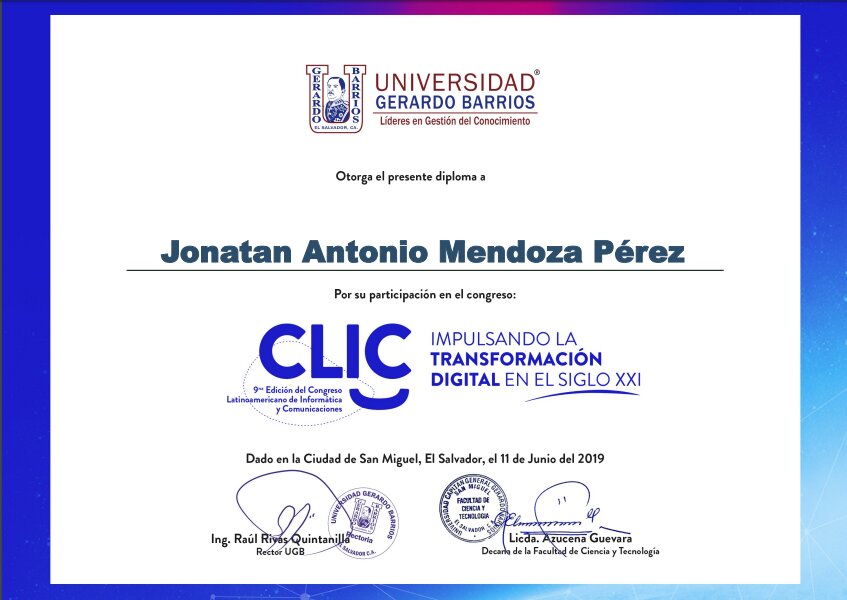 GERARDO
BARRIOS
EL SALVADOR, CA.
UNIVERSIDAD®
GERARDO BARRIOS
Líderes en Gestión del Conocimiento
Otorga el presente diploma a
Jonatan Antonio Mendoza Pérez
Por su participación en el congreso:
CLIC
9na Edición del Congreso
Latinoamericano de Informática
y Comunicaciones
IMPULSANDO LA
TRANSFORMACIÓN
DIGITAL EN EL SIGLO XXI
Dado en la Ciudad de San Miguel, El Salvador, el 11 de Junio del 2019
UNIVERSIDAD GERARDO BARRIOS
Rectoría
SALVADOR C.A.
UNIVERSIDAD CAPITAN GENERAL GERARDO BARRIOS
SAN MIGUEL
FACULTAD DE
CIENCIA Y
TECNOLOGIA
EL SALVADOR, C.A.
Ing. Raúl Rivas Quintanilla
Rector UGB
Licda. Azucena Guevara
Decana de la Facultad de Ciencia y Tecnología